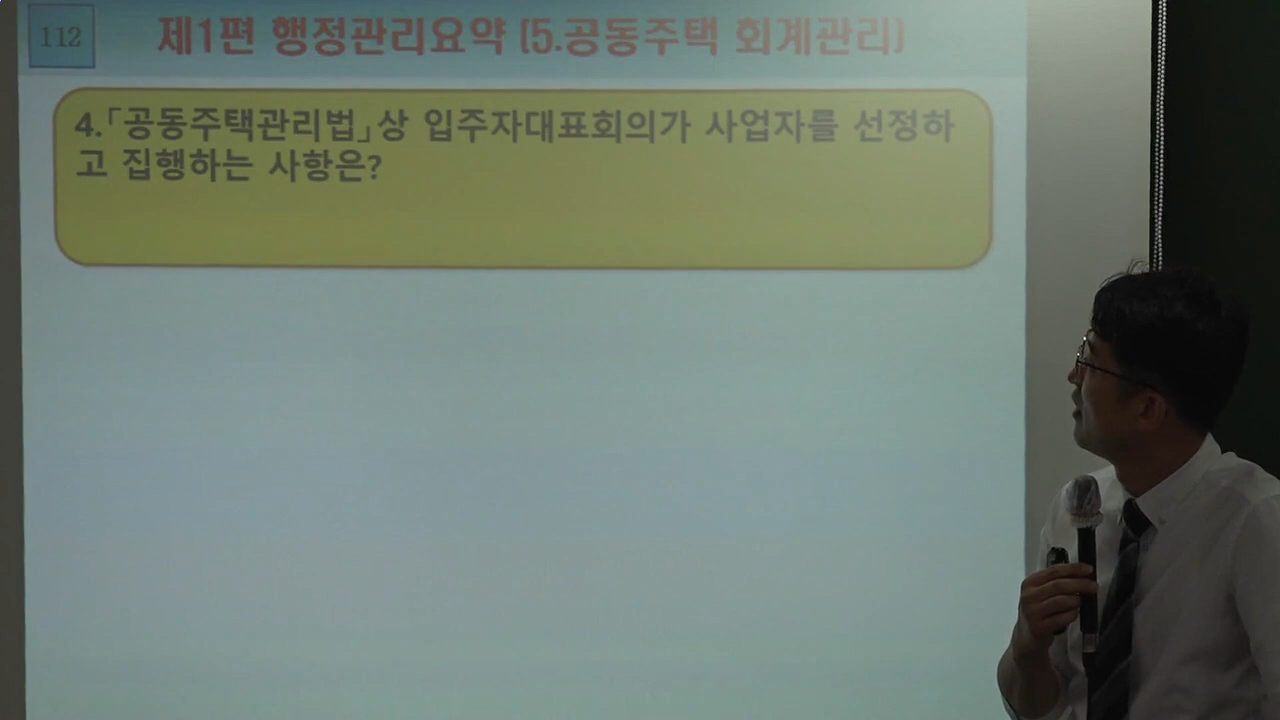 112
제1편 행정관리요약 (5.공동주택 회계관리)
4.「공동주택관리법」상 입주자대표회의가 사업자를 선정하
고 집행하는 사항은?